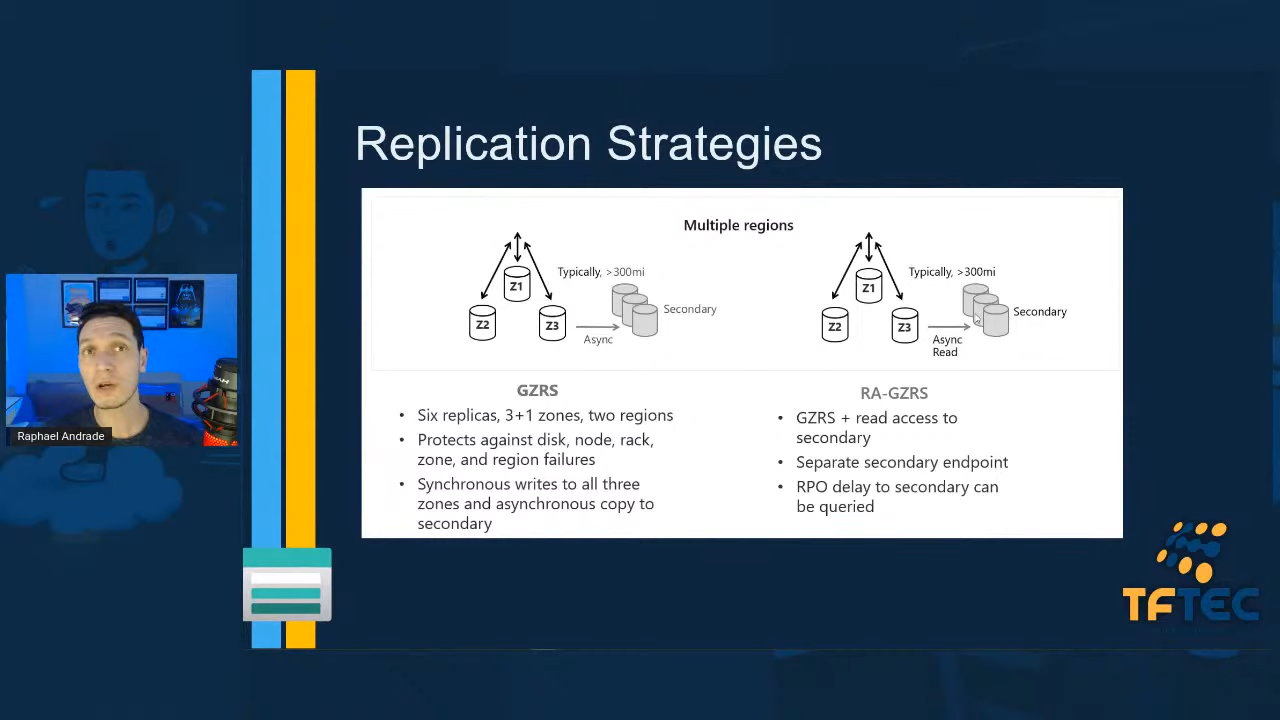 Replication Strategies
Multiple regions
Typically, >300mi
Z1
Z2
Z3
Secondary
Async
Typically, >300mi
Z1
Z2
Z3
Secondary
Async
Read
GZRS
• Six replicas, 3+1 zones, two regions
• Protects against disk, node, rack,
zone, and region failures
• Synchronous writes to all three
zones and asynchronous copy to
secondary
RA-GZRS
• GZRS + read access to
secondary
• Separate secondary endpoint
• RPO delay to secondary can
be queried
Raphael Andrade
TFTEC